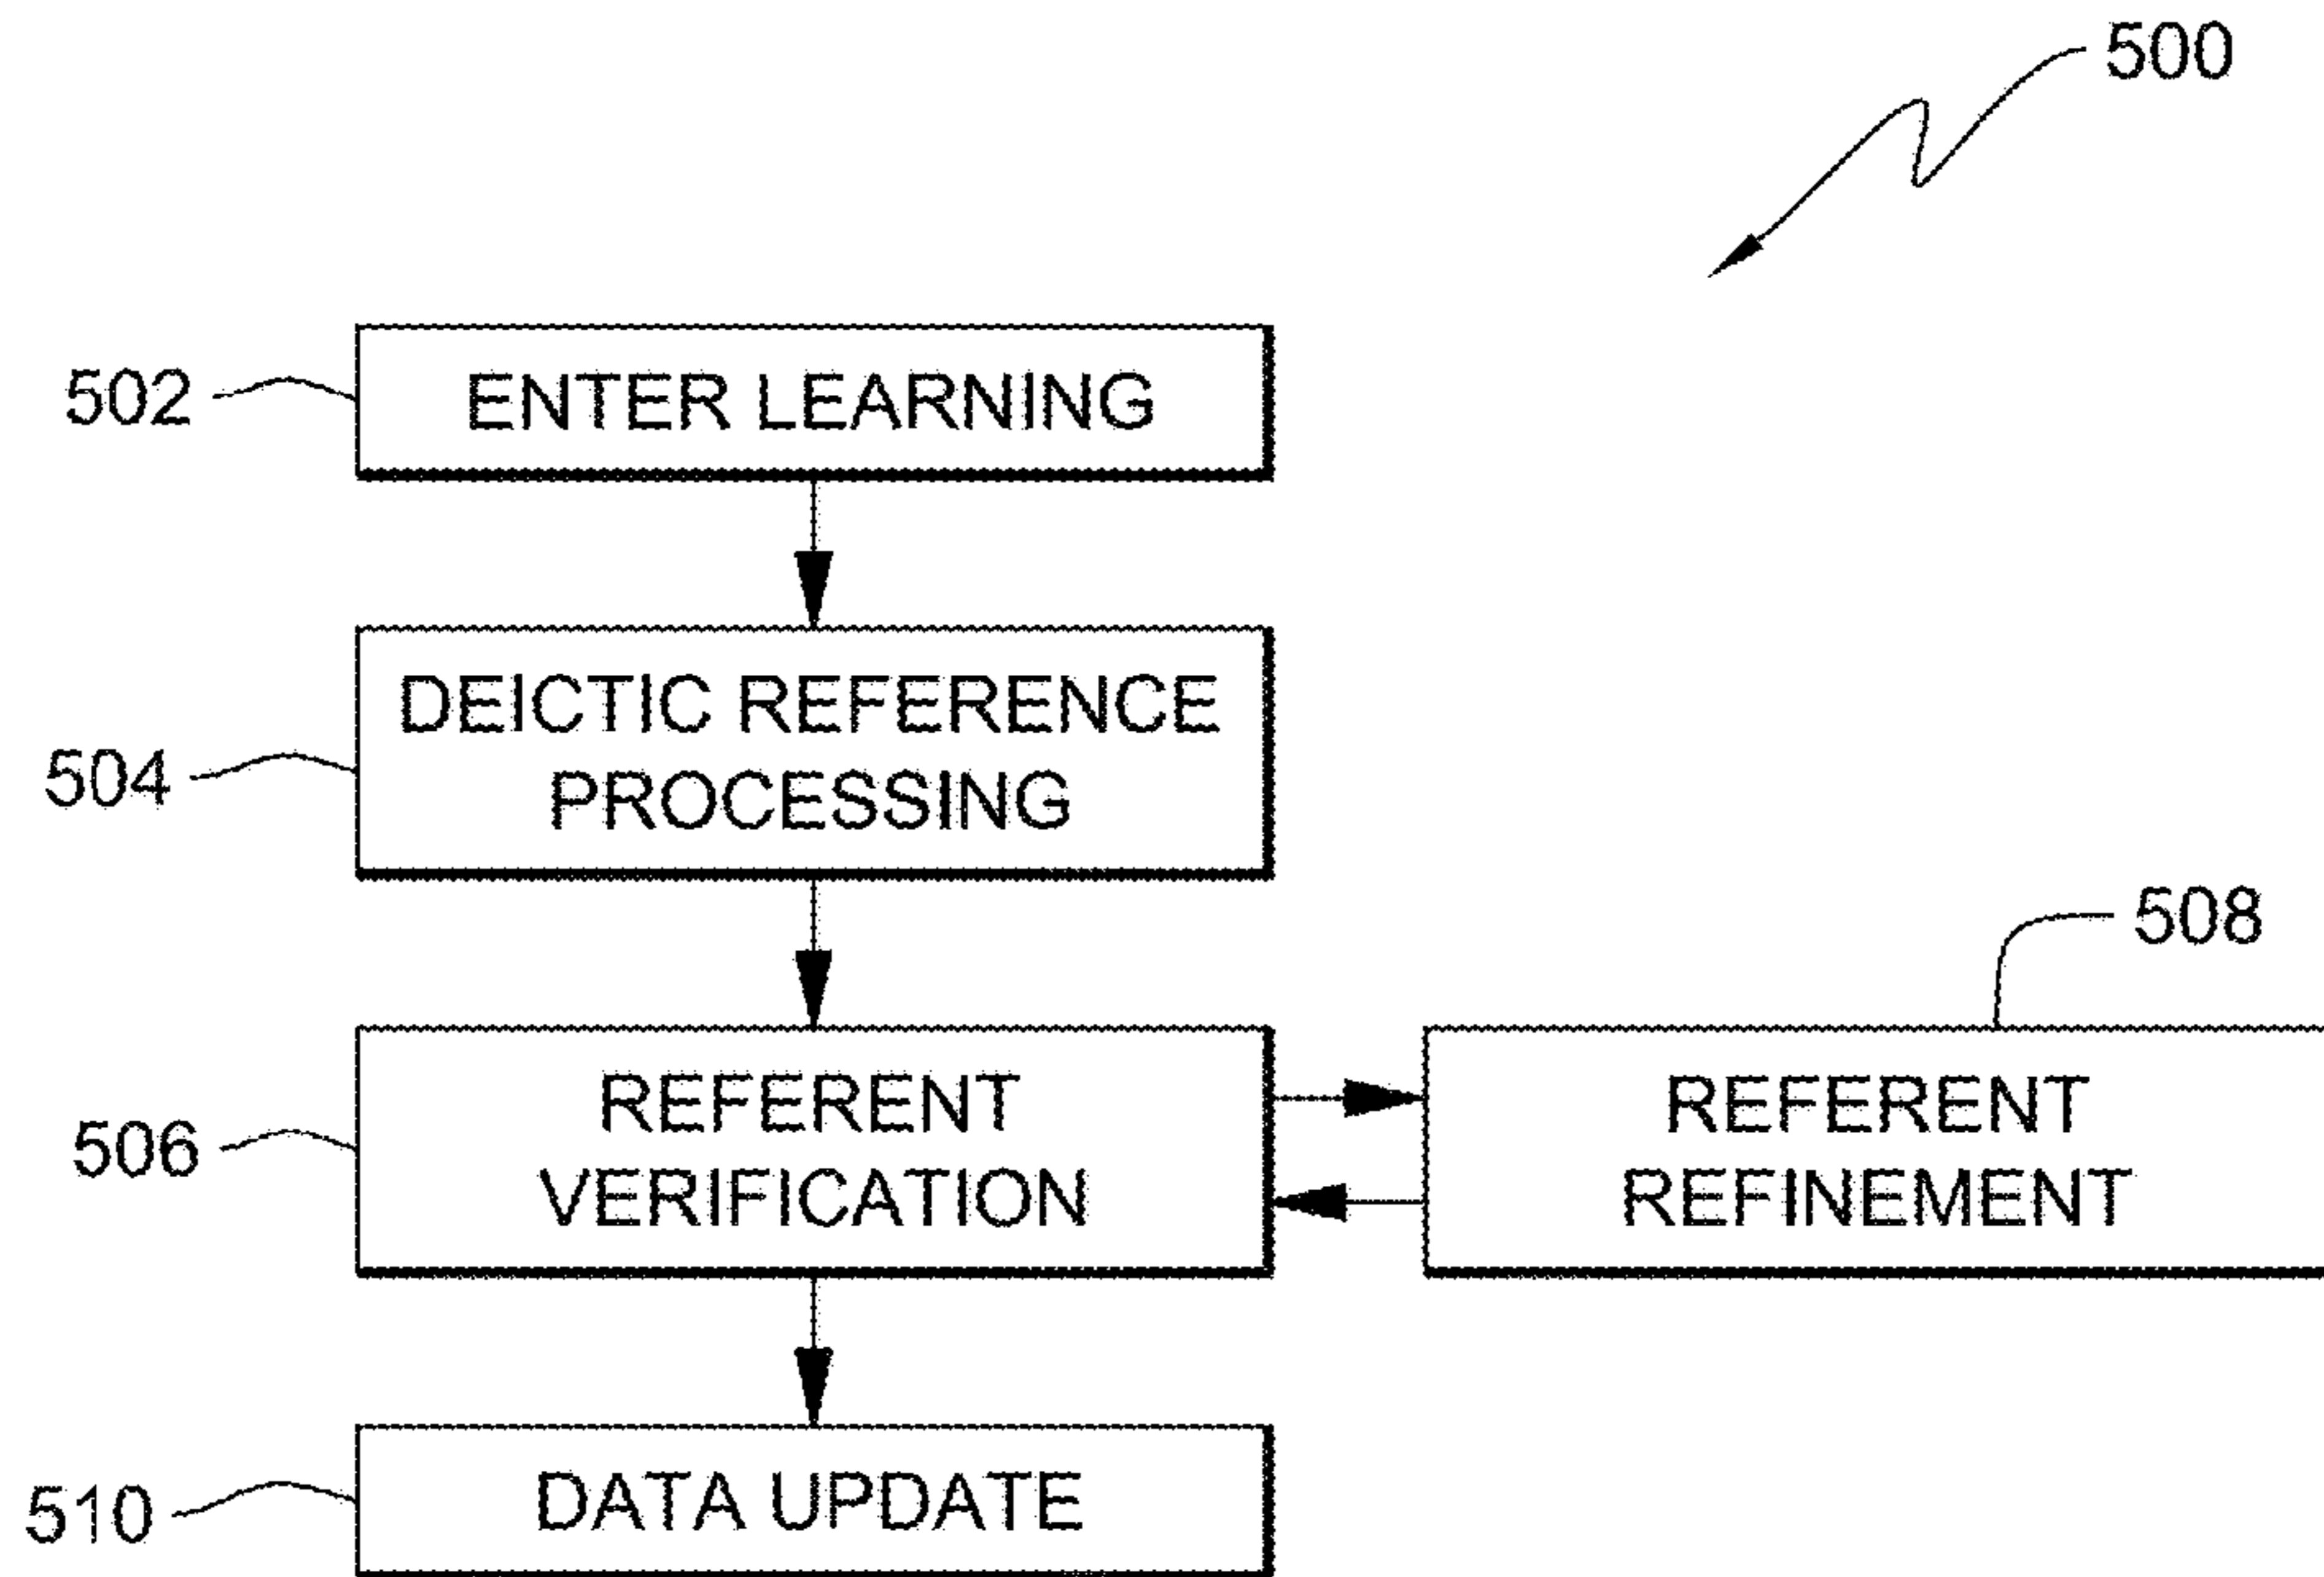 500
502
ENTER LEARNING
504
DEICTIC REFERENCE
PROCESSING
508
506
REFERENT
VERIFICATION
REFERENT
REFINEMENT
510
DATA UPDATE